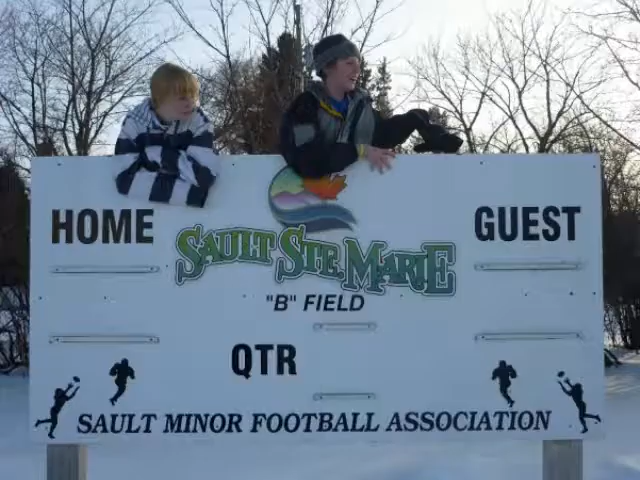 HOME
GUEST
SAULT STE. MARIE
"B" FIELD
QTR
SAULT MINOR FOOTBALL ASSOCIATION